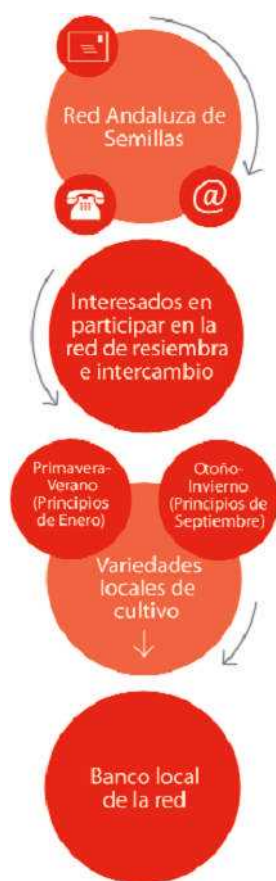 Red Andaluza de
Semillas
@
Interesados en
participar en la
red de resiembra
e intercambio
Primavera-
Verano
(Principios
de Enero)
Otoño-
Invierno
(Principios de
Septiembre)
Variedades
locales de
cultivo
Banco local
de la red